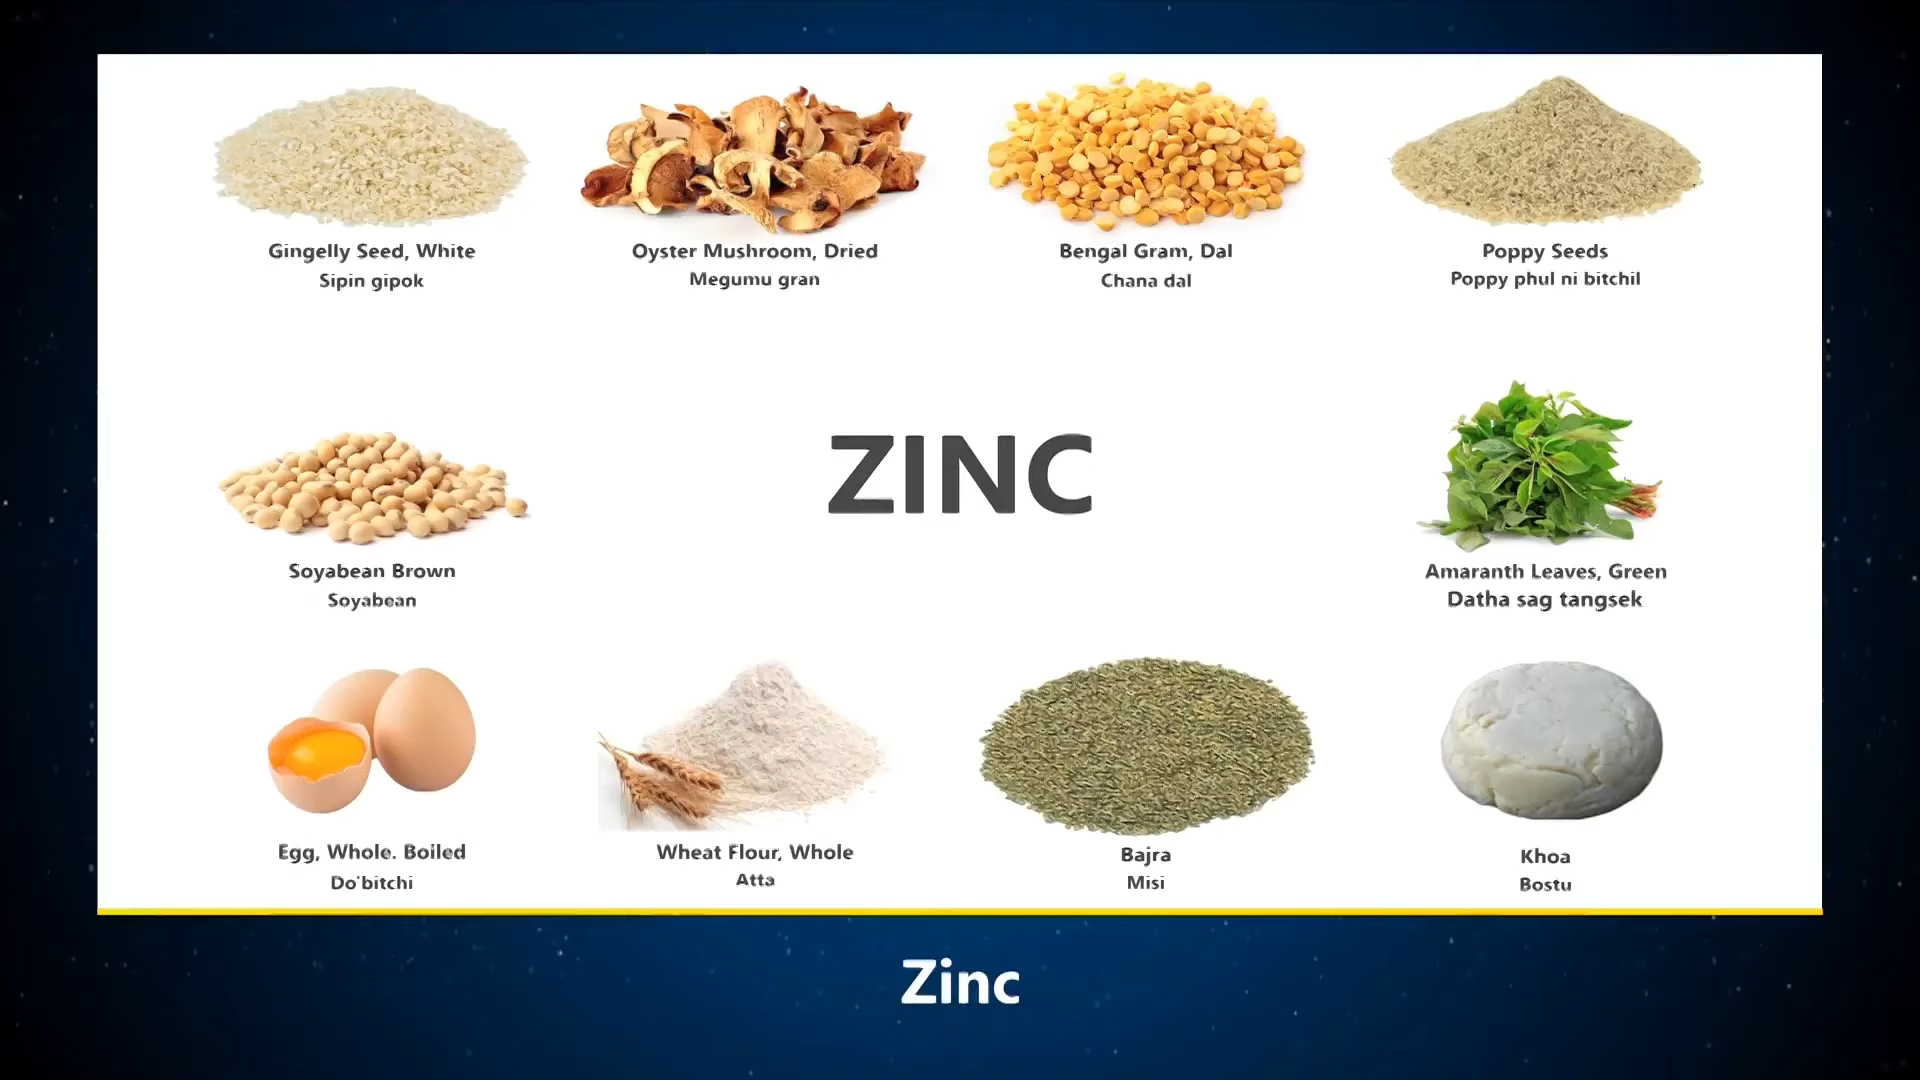 Gingelly Seed, White
Sipin gipok
Oyster Mushroom, Dried
Megumu gran
Bengal Gram, Dal
Chana dal
Poppy Seeds
Poppy phul ni bitchil
ZINC
Soyabean Brown
Soyabean
Amaranth Leaves, Green
Datha sag tangsek
Egg, Whole. Boiled
Do'bitchi
Wheat Flour, Whole
Atta
Bajra
Misi
Khoa
Bostu
Zinc